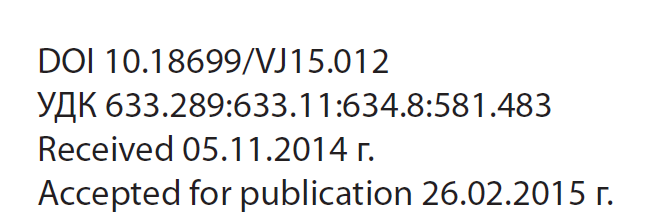 DOI 10.18699/VJ15.012
УДК 633.289:633.11:634.8:581.483
Received 05.11.2014 г.
Accepted for publication 26.02.2015 г.